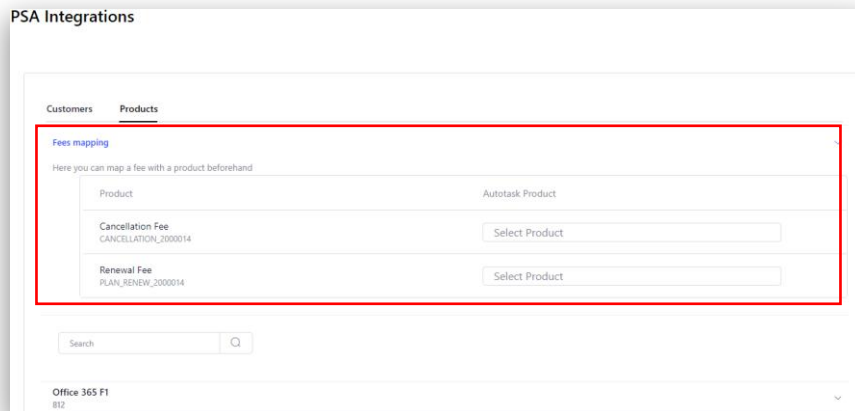 PSA Integrations
Customers Products
Fees mapping
Here you can map a fee with a product beforehand
Product Autotask Product
Cancellation Fee
CANCELLATION_2000014
Select Product
Renewal Fee
PLAN_RENEW_2000014
Select Product
Search
Office 365 F1
812